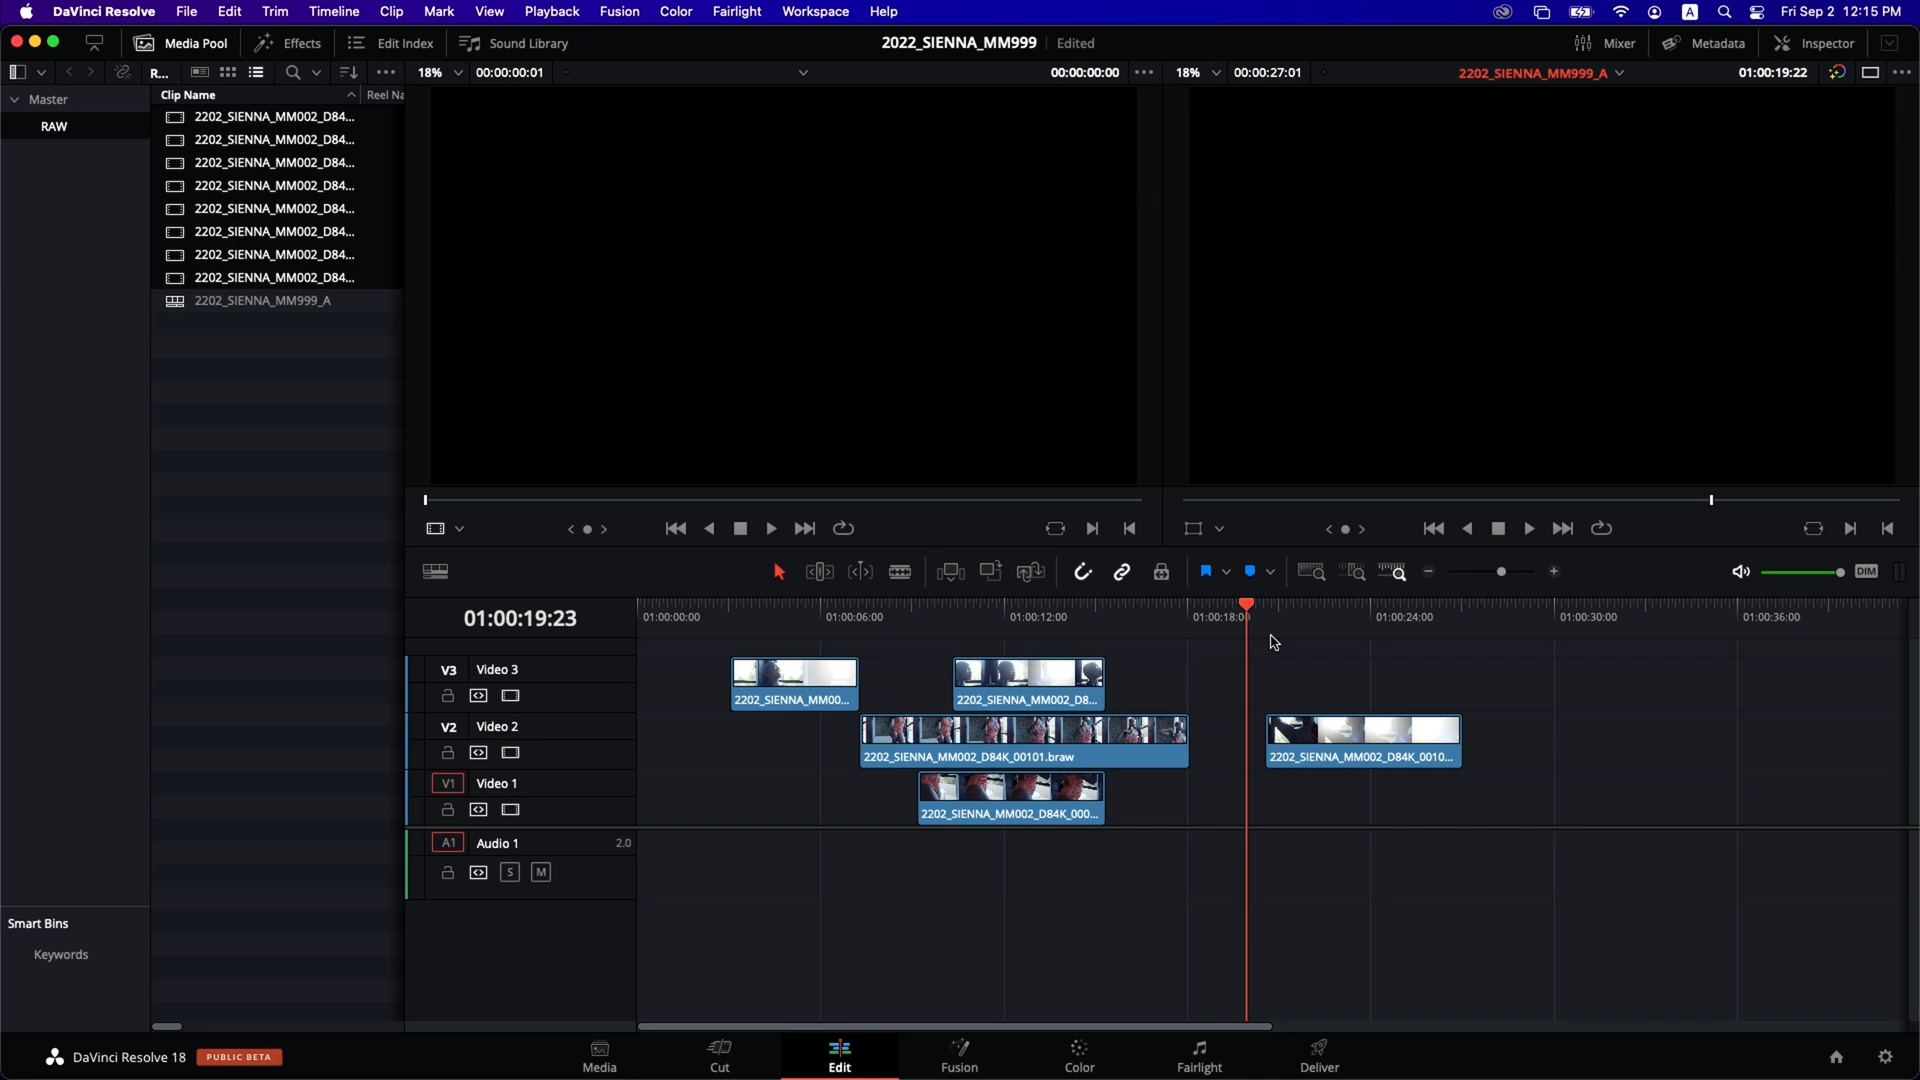 DaVinci Resolve File Edit Trim Timeline Clip Mark View Playback Fusion Color Fairlight Workspace Help A Fri Sep 2 12:15 PM
Media Pool Effects Edit Index Sound Library 2022_SIENNA_MM999 Edited Mixer Metadata Inspector
R... 18% 00:00:00:01 00:00:00:00 18% 00:00:27:01 2202_SIENNA_MM999_A 01:00:19:22
Master
RAW
Clip Name Reel Na
2202_SIENNA_MM002_D84...
2202_SIENNA_MM002_D84...
2202_SIENNA_MM002_D84...
2202_SIENNA_MM002_D84...
2202_SIENNA_MM002_D84...
2202_SIENNA_MM002_D84...
2202_SIENNA_MM002_D84...
2202_SIENNA_MM002_D84...
2202_SIENNA_MM999_A
DIM
01:00:19:23
01:00:00:00 01:00:06:00 01:00:12:00 01:00:18:00 01:00:24:00 01:00:30:00 01:00:36:00
V3 Video 3
2202_SIENNA_MM00... 2202_SIENNA_MM002_D8...
V2 Video 2
2202_SIENNA_MM002_D84K_00101.braw 2202_SIENNA_MM002_D84K_0010...
V1 Video 1
2202_SIENNA_MM002_D84K_000...
A1 Audio 1 2.0
S M
Smart Bins
Keywords
DaVinci Resolve 18 PUBLIC BETA
Media Cut Edit Fusion Color Fairlight Deliver